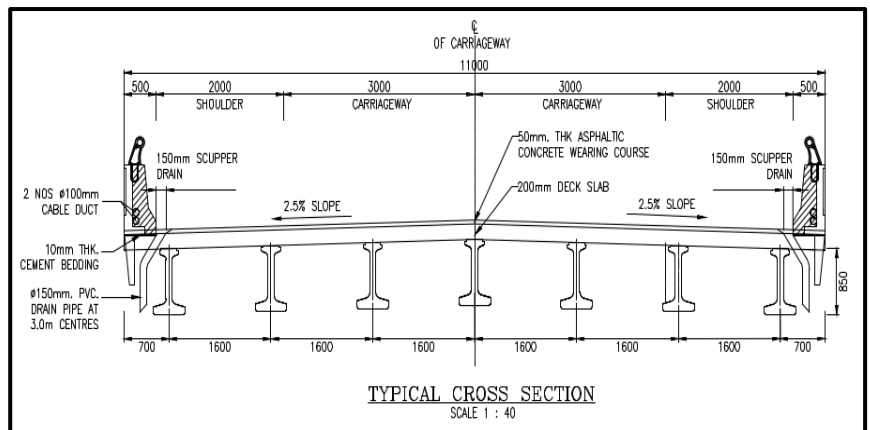 ℄
OF CARRIAGEWAY
11000
500 2000 3000 3000 2000 500
SHOULDER CARRIAGEWAY CARRIAGEWAY SHOULDER
150mm SCUPPER
DRAIN
50mm. THK ASPHALTIC
CONCRETE WEARING COURSE
150mm SCUPPER
DRAIN
2 NOS ø100mm
CABLE DUCT
200mm DECK SLAB
2.5% SLOPE
2.5% SLOPE
10mm THK.
CEMENT BEDDING
ø150mm. PVC.
DRAIN PIPE AT
3.0m CENTRES
850
700 1600 1600 1600 1600 1600 1600 700
TYPICAL CROSS SECTION
SCALE 1 : 40